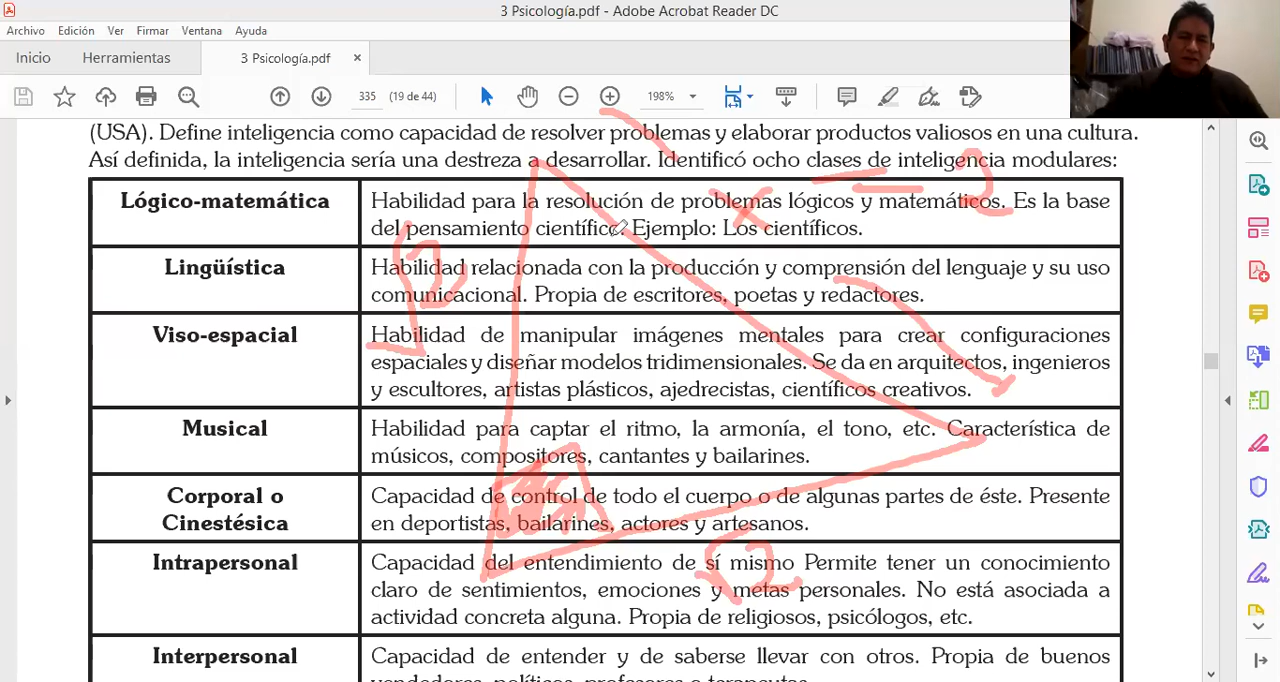 3 Psicología.pdf - Adobe Acrobat Reader DC
Archivo Edición Ver Firmar Ventana Ayuda
Inicio Herramientas 3 Psicología.pdf ×
335 (19 de 44) 198%
(USA). Define inteligencia como capacidad de resolver problemas y elaborar productos valiosos en una cultura.
Así definida, la inteligencia sería una destreza a desarrollar. Identificó ocho clases de inteligencia modulares:
Lógico-matemática
Habilidad para la resolución de problemas lógicos y matemáticos. Es la base
del pensamiento científico. Ejemplo: Los científicos.
Lingüística
Habilidad relacionada con la producción y comprensión del lenguaje y su uso
comunicacional. Propia de escritores, poetas y redactores.
Viso-espacial
Habilidad de manipular imágenes mentales para crear configuraciones
espaciales y diseñar modelos tridimensionales. Se da en arquitectos, ingenieros
y escultores, artistas plásticos, ajedrecistas, científicos creativos.
Musical
Habilidad para captar el ritmo, la armonía, el tono, etc. Característica de
músicos, compositores, cantantes y bailarines.
Corporal o
Cinestésica
Capacidad de control de todo el cuerpo o de algunas partes de éste. Presente
en deportistas, bailarines, actores y artesanos.
Intrapersonal
Capacidad del entendimiento de sí mismo Permite tener un conocimiento
claro de sentimientos, emociones y metas personales. No está asociada a
actividad concreta alguna. Propia de religiosos, psicólogos, etc.
Interpersonal
Capacidad de entender y de saberse llevar con otros. Propia de buenos
vendedores, políticos, profesores o terapeutas.